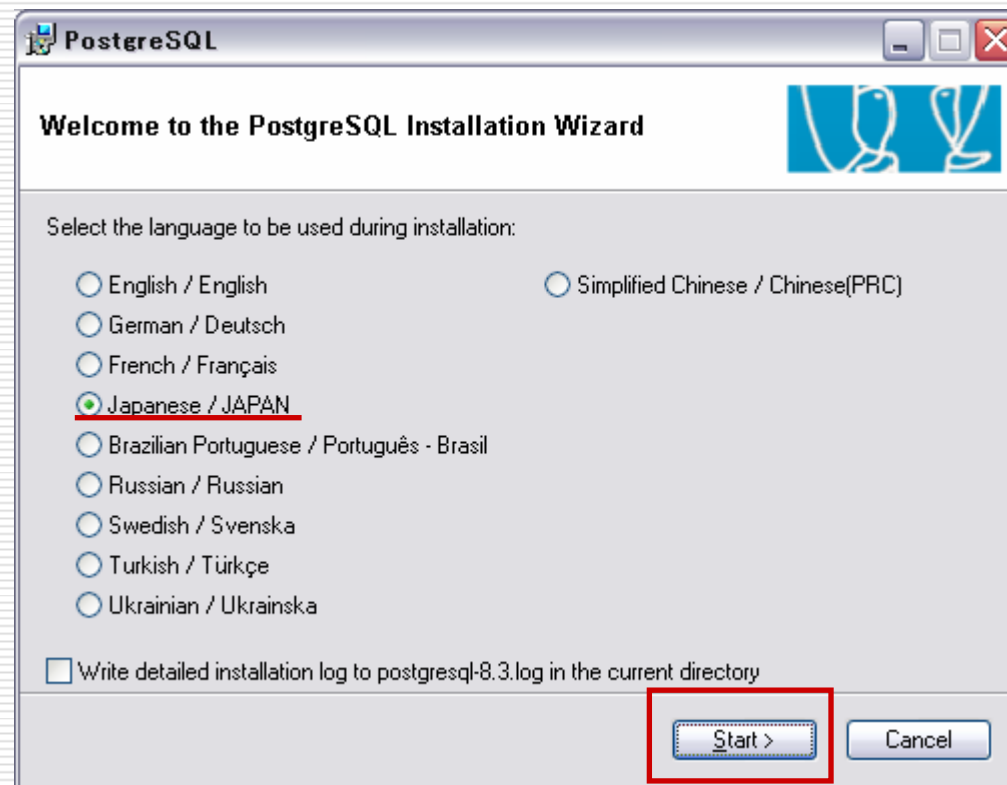 PostgreSQL
Welcome to the PostgreSQL Installation Wizard
Select the language to be used during installation:
English / English
Simplified Chinese / Chinese(PRC)
German / Deutsch
French / Français
Japanese / JAPAN
Brazilian Portuguese / Português - Brasil
Russian / Russian
Swedish / Svenska
Turkish / Türkçe
Ukrainian / Ukrainska
Write detailed installation log to postgresql-8.3.log in the current directory
Start >
Cancel